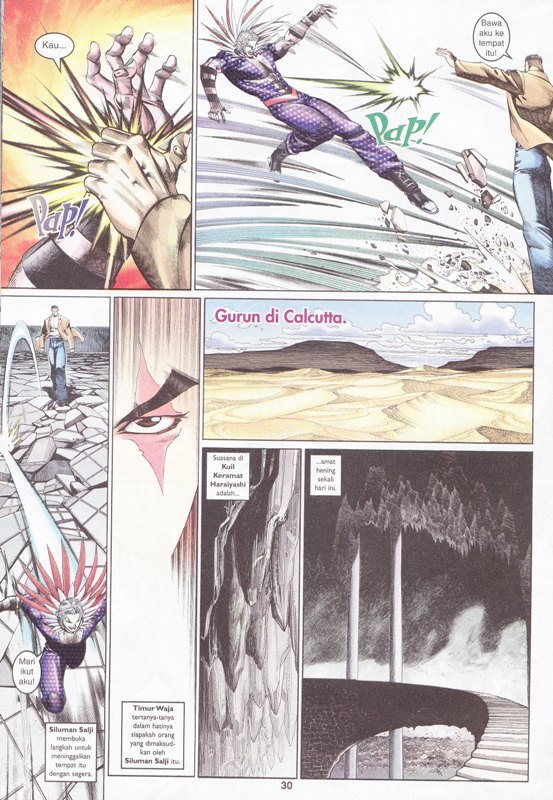 Kau...
PAP!
Bawa
aku ke
tempat
itu!
PAP!
Mari
ikut
aku!
Siluman Salji
membuka
langkah untuk
meninggalkan
tempat itu
dengan segera.
Timur Waja
tertanya-tanya
dalam hatinya
siapakah orang
yang dimaksud-
kan oleh
Siluman Salji itu.
Gurun di Calcutta.
Suasana di
Kuil
Keramat
Haraiyashi
adalah...
...amat
hening
sekali
hari ini.
30